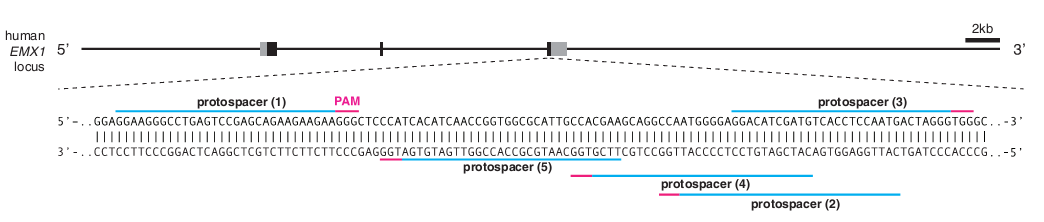 2kb
human
EMX1
locus
5’
3’
protospacer (1)
PAM
protospacer (3)
5’-..GGAGGAAGGGCCTGAGTCCGAGCAGAAGAAGAAGGGCTCCCATCACATCAACCGGTGGCGCATTGCCACGAAGCAGGCCAATGGGGAGGACATCGATGTCACCTCCAATGACTAGGGTGGGC..-3’
3’-..CCTCCTTCCCGGACTCAGGCTCGTCTTCTTCTTCCCGAGGGTAGTGTAGTTGGCCACCGCGTAACGGTGCTTCGTCCGGTTACCCCTCCTGTAGCTACAGTGGAGGTTACTGATCCCACCCG..-5’
protospacer (5)
protospacer (4)
protospacer (2)